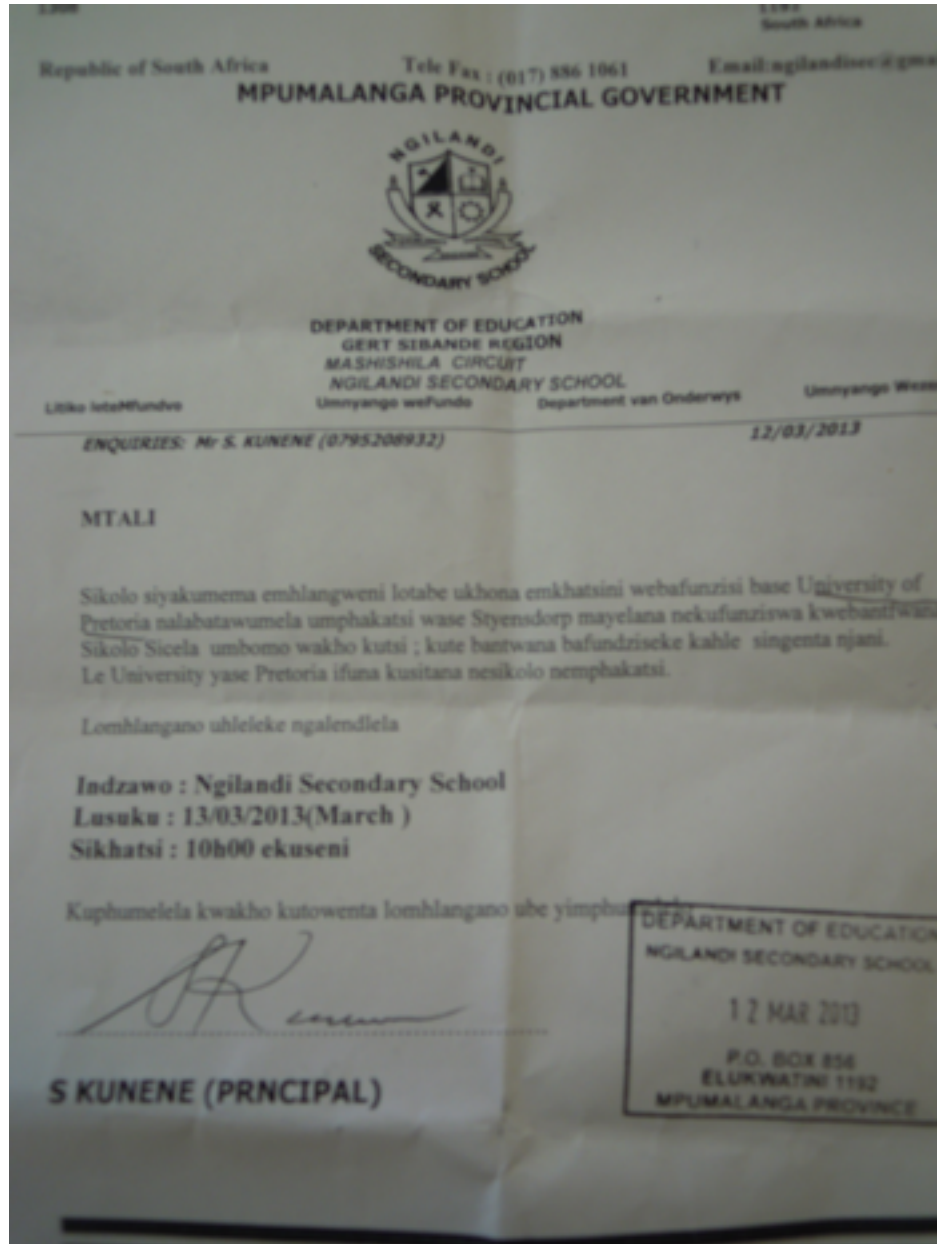 South Africa
Republic of South Africa Tele Fax : (017) 886 1061
MPUMALANGA PROVINCIAL GOVERNMENT
NGILANDI
SECONDARY SCHOOL
DEPARTMENT OF EDUCATION
GERT SIBANDE REGION
MASHISHILA CIRCUIT
NGILANDI SECONDARY SCHOOL
Litiko leteMfundvo Umnyango weFundo Department van Onderwys Umnyango
ENQUIRIES: Mr S. KUNENE (0795208932) 12/03/2013
MTALI
Sikolo siyakumema emhlangweni lotabe ukhona emkhatsini webafunzisi base University of
Pretoria nalabatawumela umphakatsi wase Styensdorp mayelana nekufunziswa kwebantfwana
Sikolo Sicela umbomo wakho kutsi ; kute bantwana bafundziseke kahle singenta njani.
Le University yase Pretoria ifuna kusitana nesikolo nemphakatsi.
Lomhlangano uhleleke ngalendlela
Indzawo : Ngilandi Secondary School
Lusuku : 13/03/2013(March )
Sikhatsi : 10h00 ekuseni
Kuphumelela kwakho kutowenta lomhlangano ube
S KUNENE (PRNCIPAL)
DEPARTMENT OF EDUCATION
NGILANDI SECONDARY SCHOOL
12 MAR 2013
P.O. BOX 856
ELUKWATINI 1192
MPUMALANGA PROVINCE